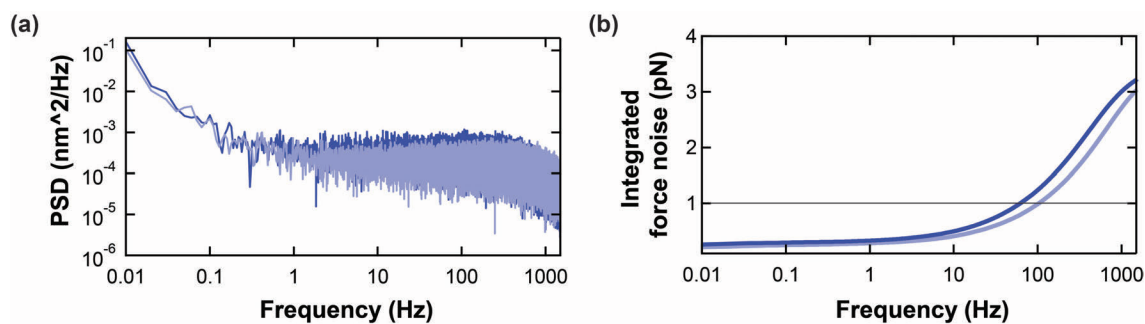 (a)
PSD (nm^2/Hz)
10⁻¹
10⁻²
10⁻³
10⁻⁴
10⁻⁵
10⁻⁶
0.01 0.1 1 10 100 1000
Frequency (Hz)
(b)
Integrated
force noise (pN)
4
3
2
1
0.01 0.1 1 10 100 1000
Frequency (Hz)